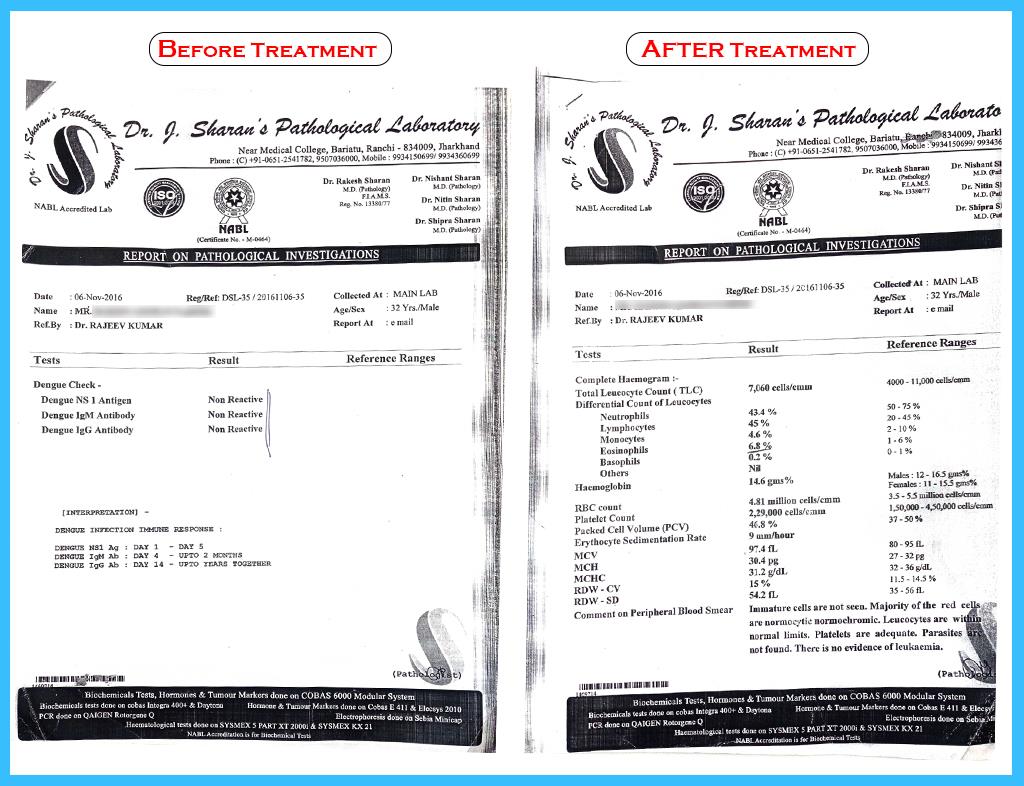 BEFORE TREATMENT
Dr. J. Sharan's Pathological Laboratory
Dr. J. Sharan's Pathological Laboratory
Near Medical College, Bariatu, Ranchi - 834009, Jharkhand
Phone : (C) +91-0651-2541782, 9507036000, Mobile : 9934150699/ 9934360699
NABL Accredited Lab
ISO
NABL
(Certificate No. - M-0464)
Dr. Rakesh Sharan
M.D. (Pathology)
F.I.A.M.S.
Reg. No. 13380/77
Dr. Nishant Sharan
M.D. (Pathology)
Dr. Nitin Sharan
M.D. (Pathology)
Dr. Shipra Sharan
M.D. (Pathology)
REPORT ON PATHOLOGICAL INVESTIGATIONS
Date : 06-Nov-2016 Reg/Ref: DSL-35 / 20161106-35 Collected At : MAIN LAB
Name : MR. Age/Sex : 32 Yrs./Male
Ref.By : Dr. RAJEEV KUMAR Report At : e mail
Tests Result Reference Ranges
Dengue Check -
Dengue NS 1 Antigen Non Reactive
Dengue IgM Antibody Non Reactive
Dengue IgG Antibody Non Reactive
[INTERPRETATION] -
DENGUE INFECTION IMMUNE RESPONSE :
DENGUE NS1 Ag : DAY 1 - DAY 5
DENGUE IgM Ab : DAY 4 - UPTO 2 MONTHS
DENGUE IgG Ab : DAY 14 - UPTO YEARS TOGETHER
(Pathologist)
Biochemicals Tests, Hormones & Tumour Markers done on COBAS 6000 Modular System
Biochemicals tests done on cobas Integra 400+ & Daytona Hormone & Tumour Markers done on Cobas E 411 & Elecsys 2010
PCR done on QAIGEN Rotorgene Q Electrophoresis done on Sebia Minicap
Haematological tests done on SYSMEX 5 PART XT 2000i & SYSMEX KX 21
NABL Accreditation is for Biochemical Tests
AFTER TREATMENT
Dr. J. Sharan's Pathological Laboratory
Dr. J. Sharan's Pathological Laborato
Near Medical College, Bariatu, Ranchi 834009, Jharkl
Phone : (C) +91-0651-2541782, 9507036000, Mobile : 9934150699/ 99343
NABL Accredited Lab
ISO
NABL
(Certificate No. - M-0464)
Dr. Rakesh Sharan
M.D. (Pathology)
F.I.A.M.S.
Reg. No. 13380/77
Dr. Nishant S
M.D. (Pat
Dr. Nitin S
M.D. (Pa
Dr. Shipra S
M.D. (Pat
REPORT ON PATHOLOGICAL INVESTIGATIONS
Date : 06-Nov-2016 Reg/Ref: DSL-35 / 20161106-35 Collected At : MAIN LAB
Name : Age/Sex : 32 Yrs./Male
Ref.By : Dr. RAJEEV KUMAR Report At : e mail
Tests Result Reference Ranges
Complete Haemogram :-
Total Leucocyte Count ( TLC) 7,060 cells/cmm 4000 - 11,000 cells/cmm
Differential Count of Leucocytes
Neutrophils 43.4 % 50 - 75 %
Lymphocytes 45 % 20 - 45 %
Monocytes 4.6 % 2 - 10 %
Eosinophils 6.8 % 1 - 6 %
Basophils 0.2 % 0 - 1 %
Others Nil
Haemoglobin 14.6 gms% Males : 12 - 16.5 gms%
Females : 11 - 15.5 gms%
RBC count 4.81 million cells/cmm 3.5 - 5.5 million cells/cmm
Platelet Count 2,29,000 cells/cmm 1,50,000 - 4,50,000 cells/cmm
Packed Cell Volume (PCV) 46.8 % 37 - 50 %
Erythocyte Sedimentation Rate 9 mm/hour
MCV 97.4 fL 80 - 95 fL
MCH 30.4 pg 27 - 32 pg
MCHC 31.2 g/dL 32 - 36 g/dL
RDW - CV 15 % 11.5 - 14.5 %
RDW - SD 54.2 fL 35 - 56 fL
Comment on Peripheral Blood Smear Immature cells are not seen. Majority of the red cells
are normocytic normochromic. Leucocytes are within
normal limits. Platelets are adequate. Parasites are
not found. There is no evidence of leukaemia.
(Pathologist)
Biochemicals Tests, Hormones & Tumour Markers done on COBAS 6000 Modular System
Biochemicals tests done on cobas Integra 400+ & Daytona Hormone & Tumour Markers done on Cobas E 411 & Elecsy
PCR done on QAIGEN Rotorgene Q Electrophoresis done on Sebia M
Haematological tests done on SYSMEX 5 PART XT 2000i & SYSMEX KX 21
NABL Accreditation is for Biochemical Tests